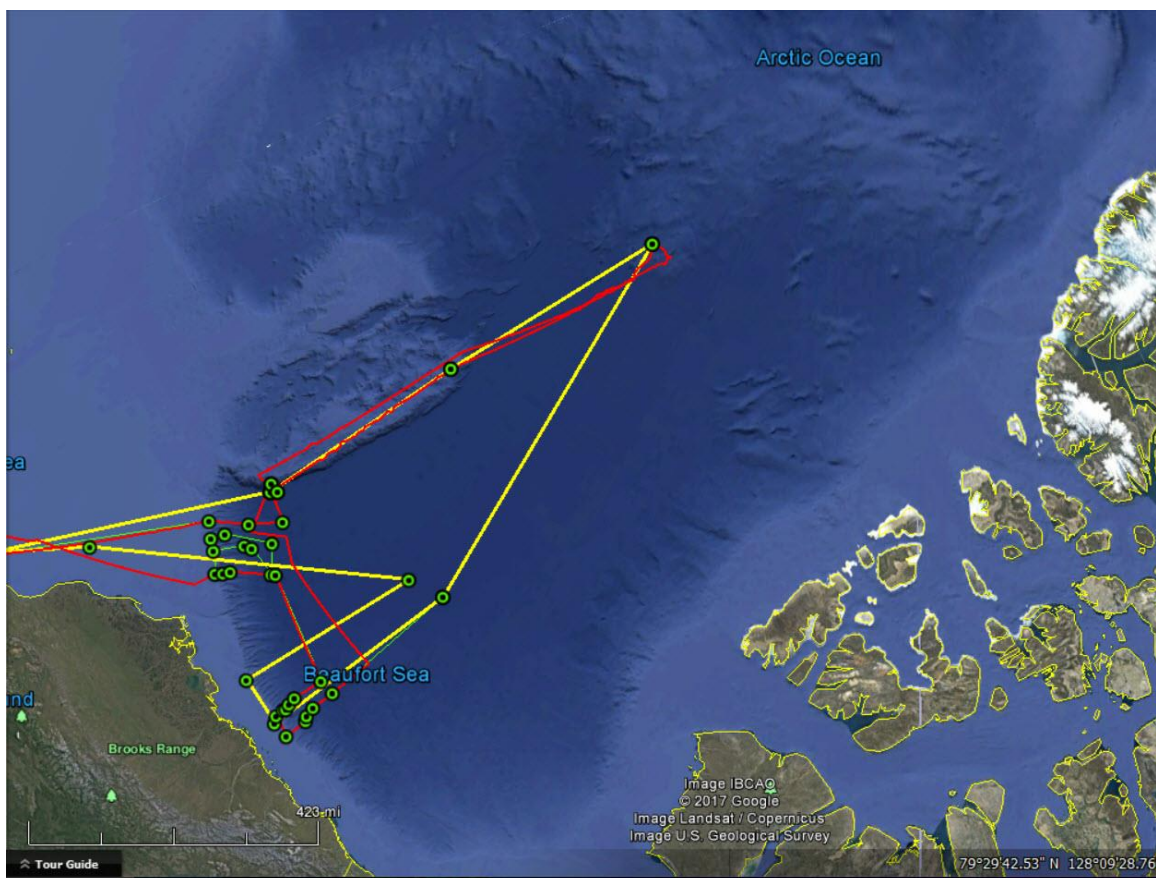 Arctic Ocean
ea
Beaufort Sea
nd
Brooks Range
Image IBCAO
© 2017 Google
423 mi
Image Landsat / Copernicus
Image U.S. Geological Survey
Tour Guide
79°29'42.53" N 128°09'28.76